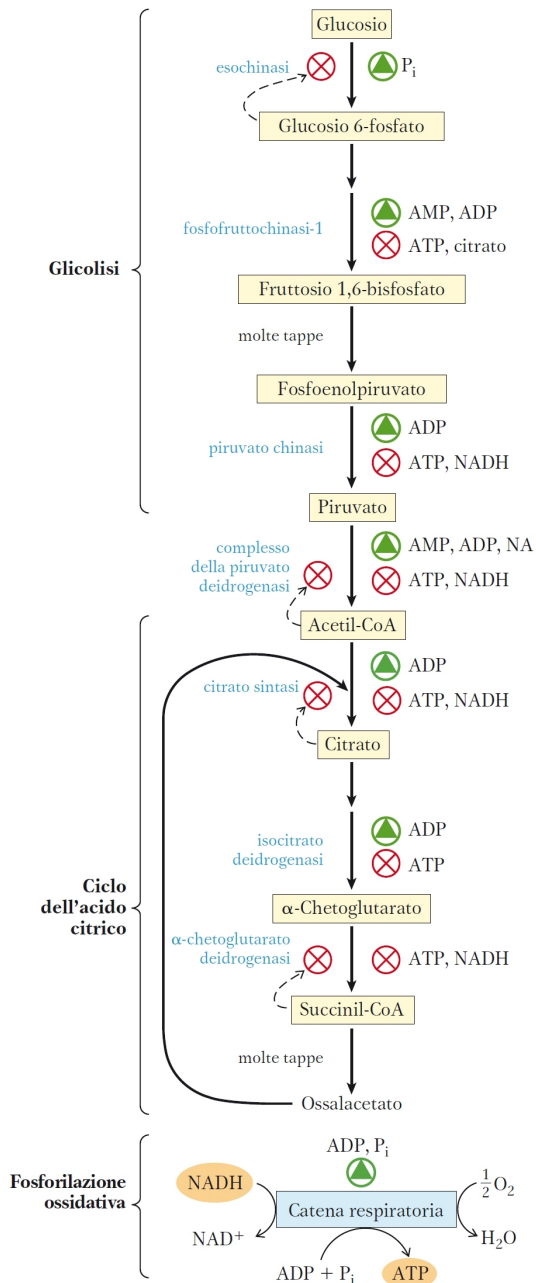 Glucosio
esochinasi
Pi
Glucosio 6-fosfato
AMP, ADP
fosfofruttochinasi-1
ATP, citrato
Glicolisi
Fruttosio 1,6-bisfosfato
molte tappe
Fosfoenolpiruvato
ADP
piruvato chinasi
ATP, NADH
Piruvato
complesso
della piruvato
deidrogenasi
AMP, ADP, NA
ATP, NADH
Acetil-CoA
ADP
citrato sintasi
ATP, NADH
Citrato
isocitrato
deidrogenasi
ADP
ATP
Ciclo
dell'acido
citrico
α-Chetoglutarato
α-chetoglutarato
deidrogenasi
ATP, NADH
Succinil-CoA
molte tappe
Ossalacetato
Fosforilazione
ossidativa
ADP, Pi
NADH
Catena respiratoria
1/2 O2
NAD+
H2O
ADP + Pi
ATP